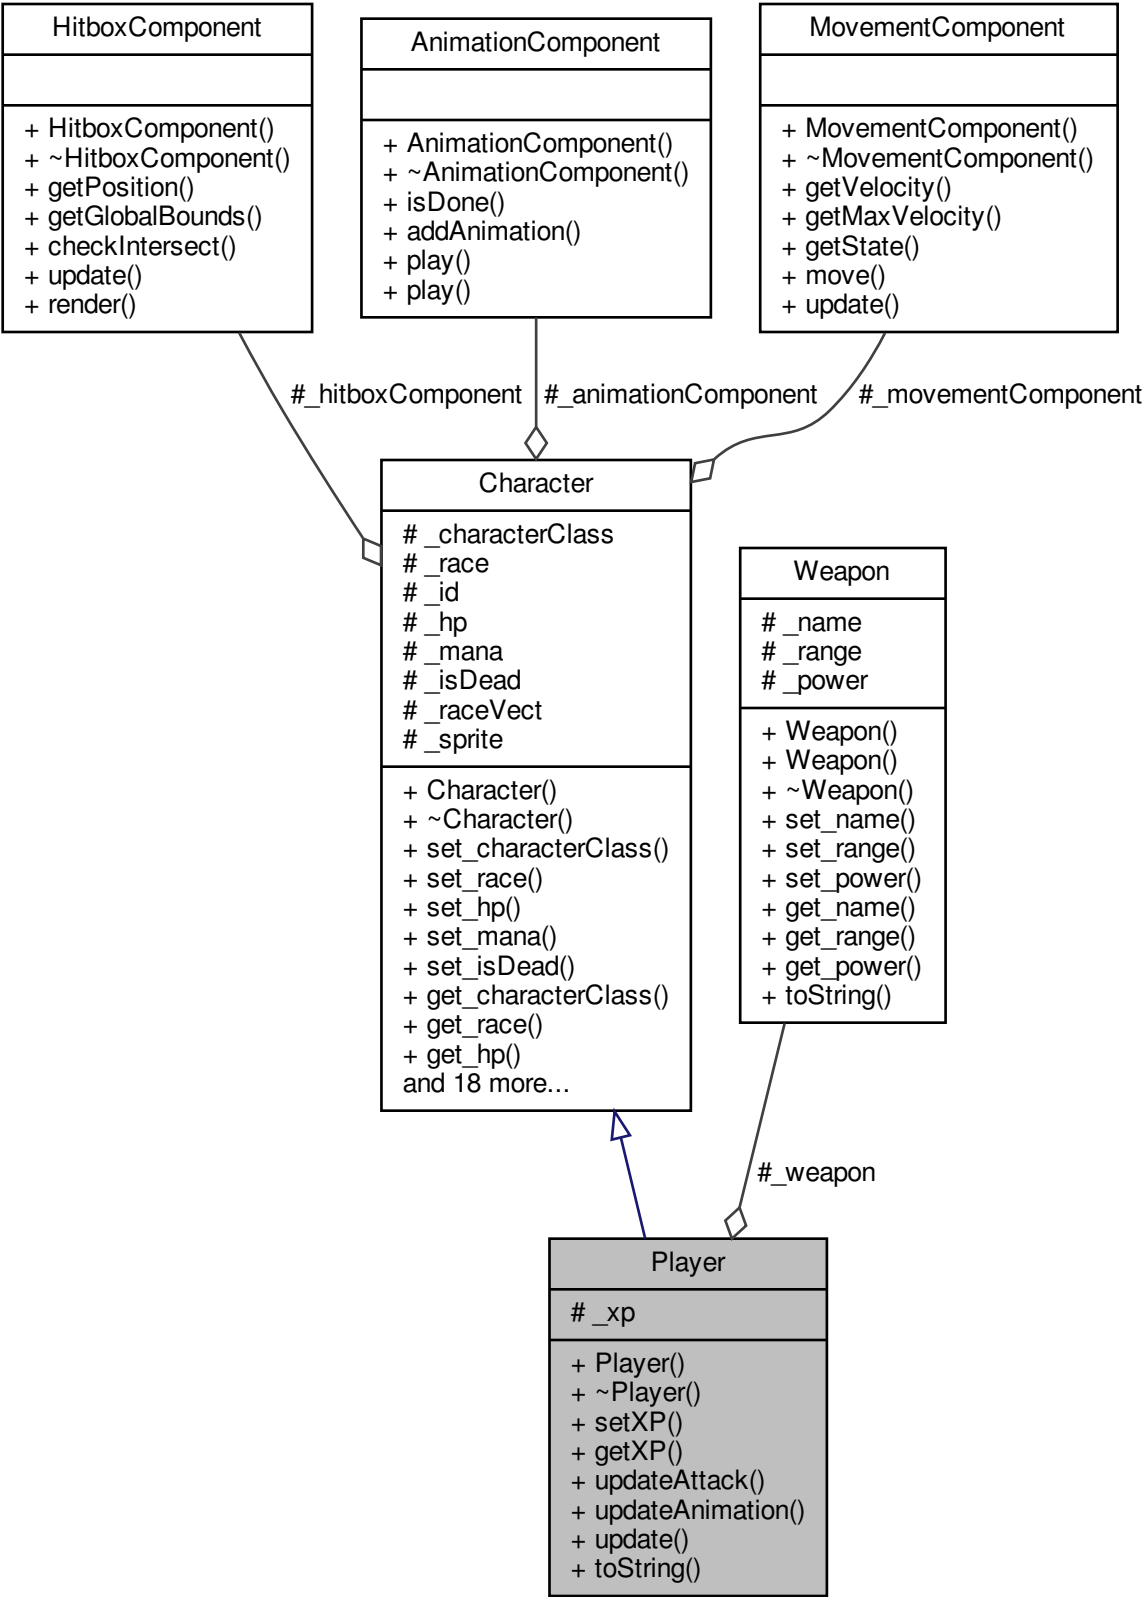 HitboxComponent
+ HitboxComponent()
+ ~HitboxComponent()
+ getPosition()
+ getGlobalBounds()
+ checkIntersect()
+ update()
+ render()
AnimationComponent
+ AnimationComponent()
+ ~AnimationComponent()
+ isDone()
+ addAnimation()
+ play()
+ play()
MovementComponent
+ MovementComponent()
+ ~MovementComponent()
+ getVelocity()
+ getMaxVelocity()
+ getState()
+ move()
+ update()
#_hitboxComponent
#_animationComponent
#_movementComponent
Character
# _characterClass
# _race
# _id
# _hp
# _mana
# _isDead
# _raceVect
# _sprite
+ Character()
+ ~Character()
+ set_characterClass()
+ set_race()
+ set_hp()
+ set_mana()
+ set_isDead()
+ get_characterClass()
+ get_race()
+ get_hp()
and 18 more...
Weapon
# _name
# _range
# _power
+ Weapon()
+ Weapon()
+ ~Weapon()
+ set_name()
+ set_range()
+ set_power()
+ get_name()
+ get_range()
+ get_power()
+ toString()
#_weapon
Player
# _xp
+ Player()
+ ~Player()
+ setXP()
+ getXP()
+ updateAttack()
+ updateAnimation()
+ update()
+ toString()